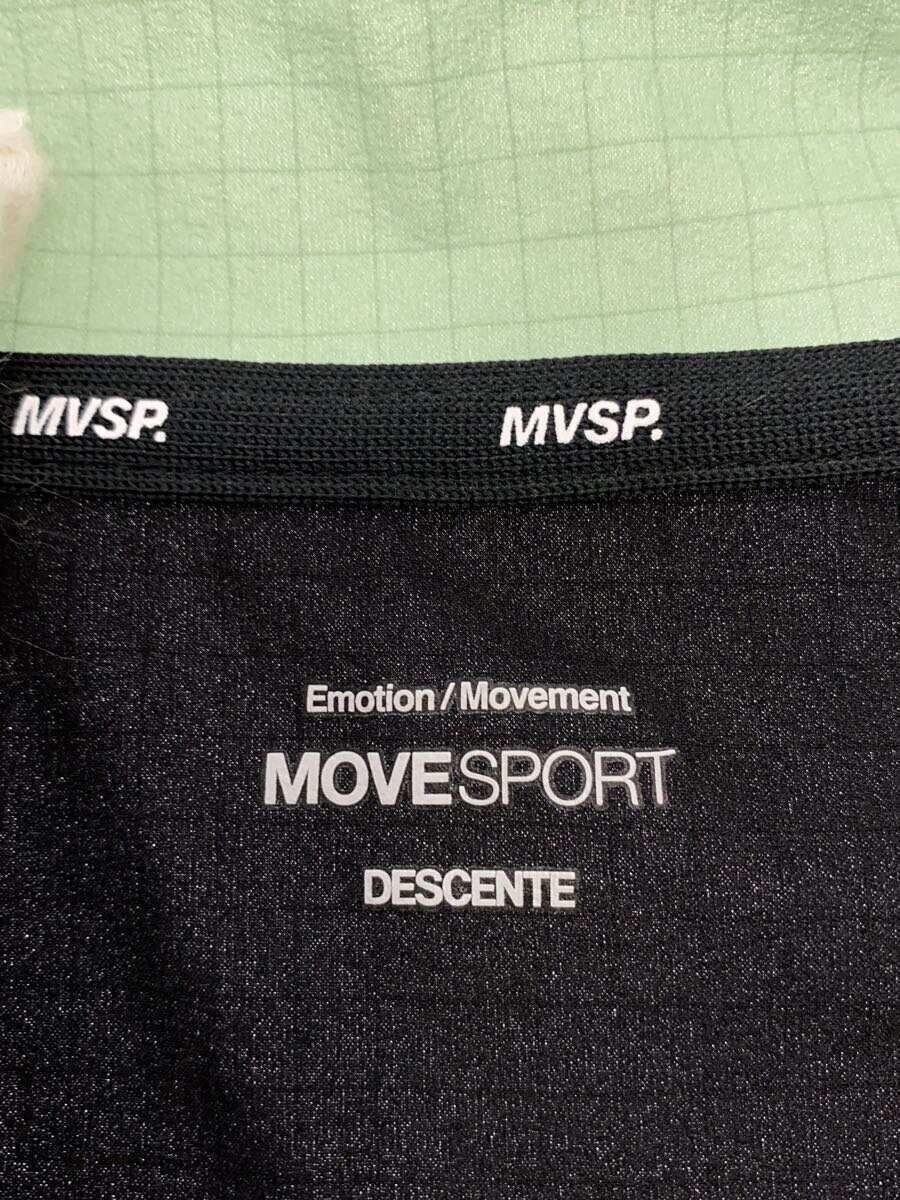 MVSP. MVSP.
Emotion/Movement
MOVESPORT
DESCENTE